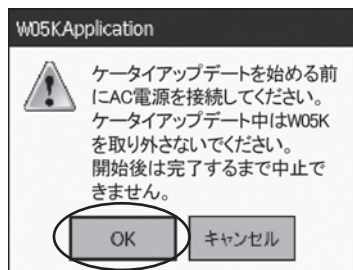 W05KApplication
ケータイアップデートを始める前
にAC電源を接続してください。
ケータイアップデート中はW05K
を取り外さないでください。
開始後は完了するまで中止で
きません。
OK
キャンセル